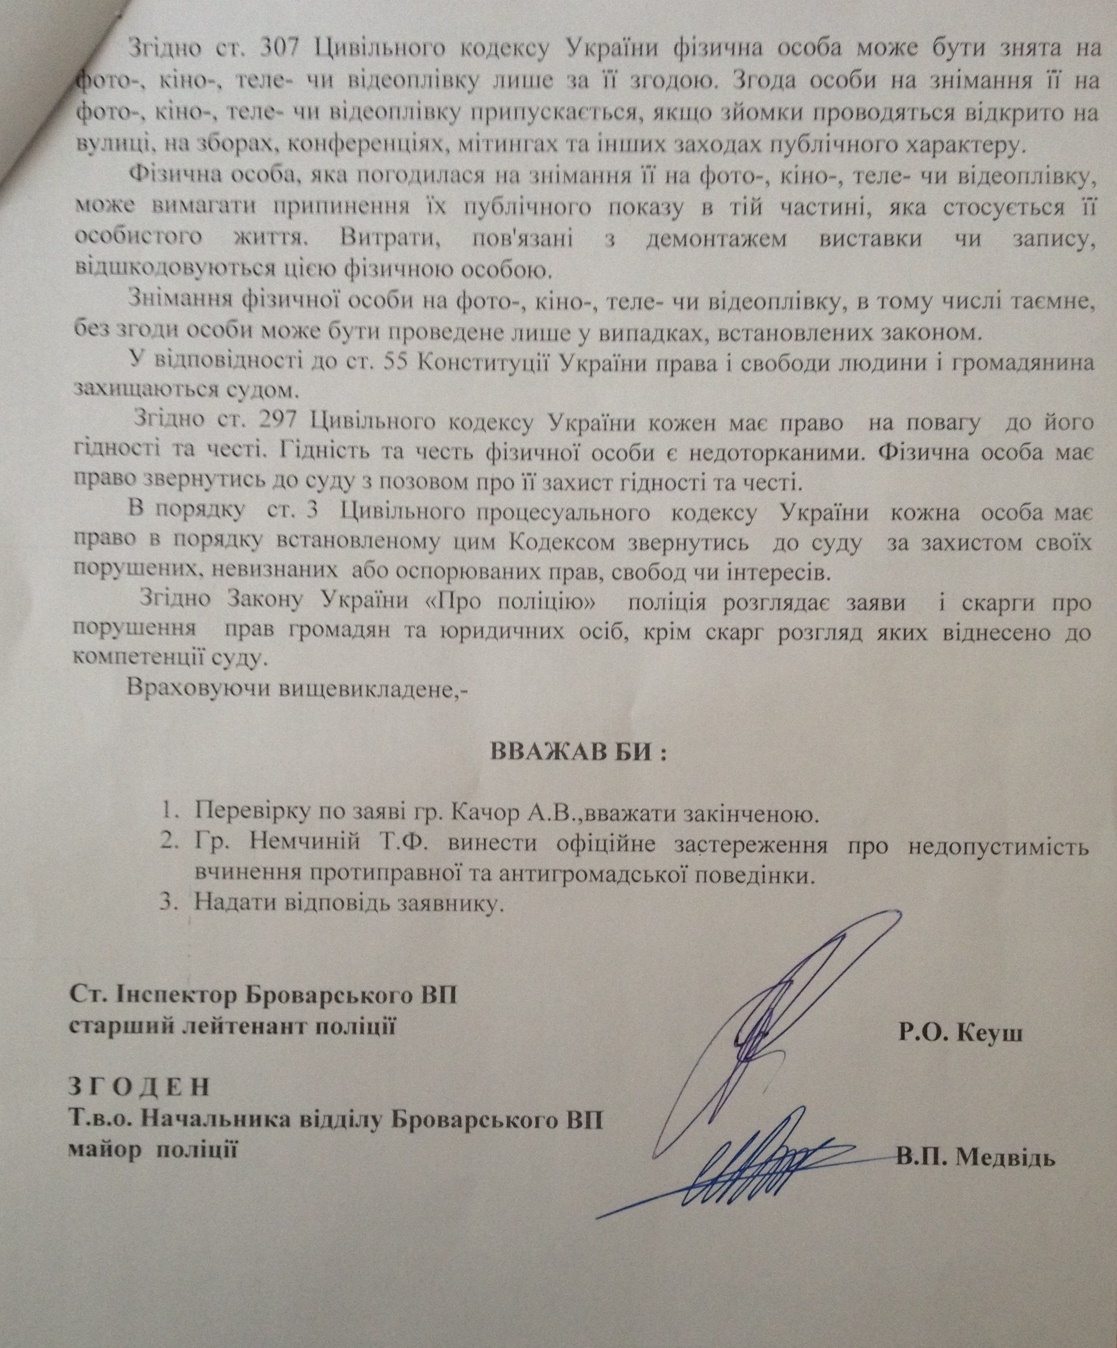 Згідно ст. 307 Цивільного кодексу України фізична особа може бути знята на
фото-, кіно-, теле- чи відеоплівку лише за її згодою. Згода особи на знімання її на
фото-, кіно-, теле- чи відеоплівку припускається, якщо зйомки проводяться відкрито на
вулиці, на зборах, конференціях, мітингах та інших заходах публічного характеру.
Фізична особа, яка погодилася на знімання її на фото-, кіно-, теле- чи відеоплівку,
може вимагати припинення їх публічного показу в тій частині, яка стосується її
особистого життя. Витрати, пов'язані з демонтажем виставки чи запису,
відшкодовуються цією фізичною особою.
Знімання фізичної особи на фото-, кіно-, теле- чи відеоплівку, в тому числі таємне,
без згоди особи може бути проведене лише у випадках, встановлених законом.
У відповідності до ст. 55 Конституції України права і свободи людини і громадянина
захищаються судом.
Згідно ст. 297 Цивільного кодексу України кожен має право на повагу до його
гідності та честі. Гідність та честь фізичної особи є недоторканими. Фізична особа має
право звернутись до суду з позовом про її захист гідності та честі.
В порядку ст. 3 Цивільного процесуального кодексу України кожна особа має
право в порядку встановленому цим Кодексом звернутись до суду за захистом своїх
порушених, невизнаних або оспорюваних прав, свобод чи інтересів.
Згідно Закону України «Про поліцію» поліція розглядає заяви і скарги про
порушення прав громадян та юридичних осіб, крім скарг розгляд яких віднесено до
компетенції суду.
Враховуючи вищевикладене,-
ВВАЖАВ БИ :
1. Перевірку по заяві гр. Качор А.В.,вважати закінченою.
2. Гр. Немчиній Т.Ф. винести офіційне застереження про недопустимість
вчинення протиправної та антигромадської поведінки.
3. Надати відповідь заявнику.
Ст. Інспектор Броварського ВП
старший лейтенант поліції Р.О. Кеуш
З Г О Д Е Н
Т.в.о. Начальника відділу Броварського ВП
майор поліції В.П. Медвідь